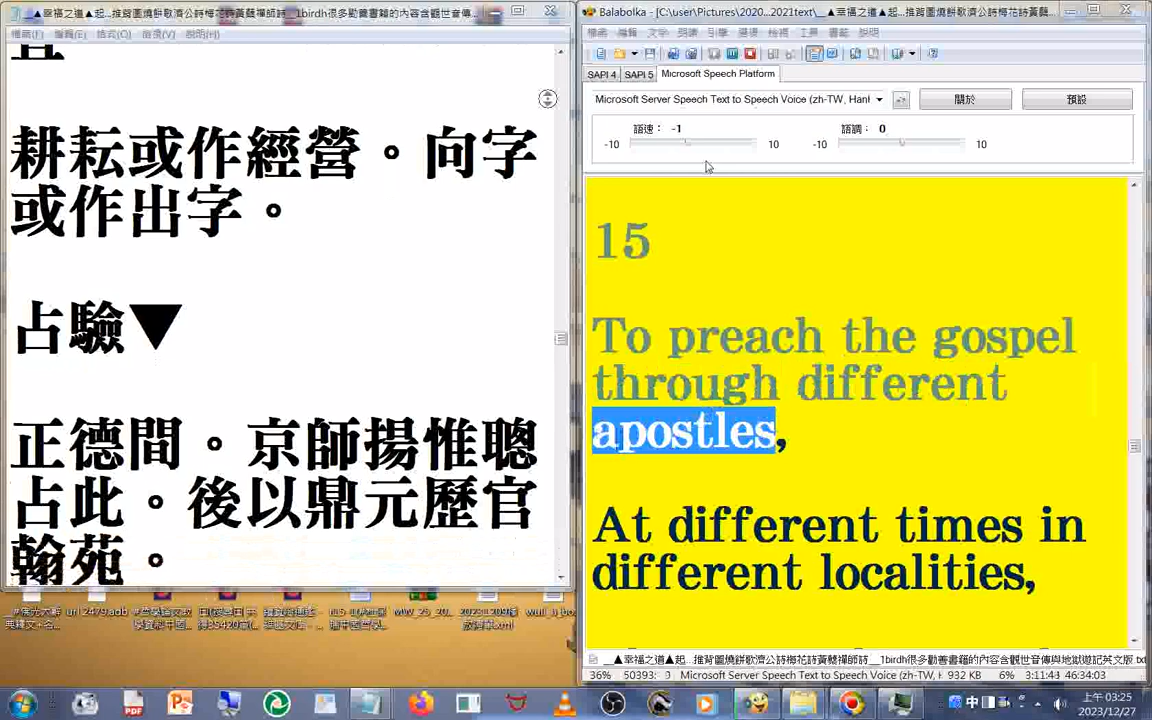 Balabolka - [C:\user\Pictures\2020...
SAPI 4
SAPI 5
Microsoft Speech Platform
Microsoft Server Speech Text to Speech Voice (zh-TW, Hanl
關於
預設
語速： -1
語調： 0
-10
10
-10
10
耕耘或作經營。向字
或作出字。
占驗▼
正德間。京師揚惟聰
占此。後以鼎元歷官
翰苑。
15
To preach the gospel
through different
apostles,
At different times in
different localities,
36%
Microsoft Server Speech Text to Speech Voice (zh-TW, H
932 KB
6%
3:11:43
46:34:03
上午 03:25
2023/12/27